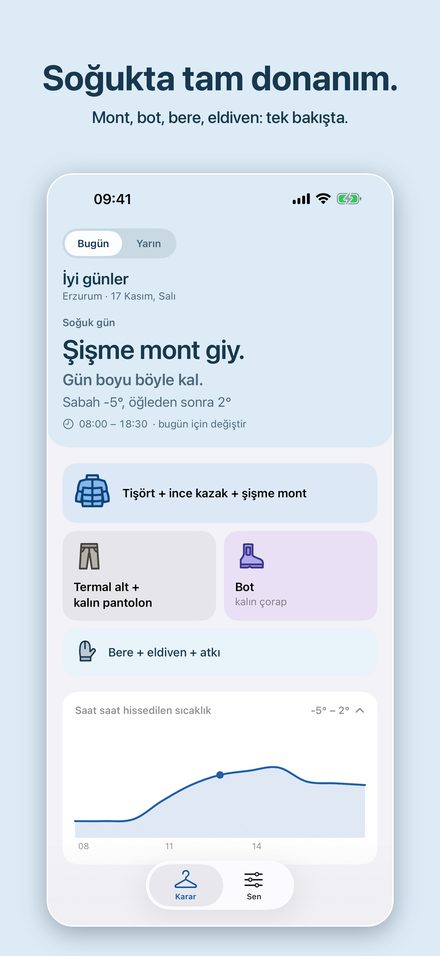 Soğukta tam donanım.
Mont, bot, bere, eldiven: tek bakışta.
09:41
Bugün Yarın
İyi günler
Erzurum · 17 Kasım, Salı
Soğuk gün
Şişme mont giy.
Gün boyu böyle kal.
Sabah -5°, öğleden sonra 2°
08:00 – 18:30 · bugün için değiştir
Tişört + ince kazak + şişme mont
Termal alt +
kalın pantolon
Bot
kalın çorap
Bere + eldiven + atkı
Saat saat hissedilen sıcaklık -5° – 2°
08 11 14
Karar Sen